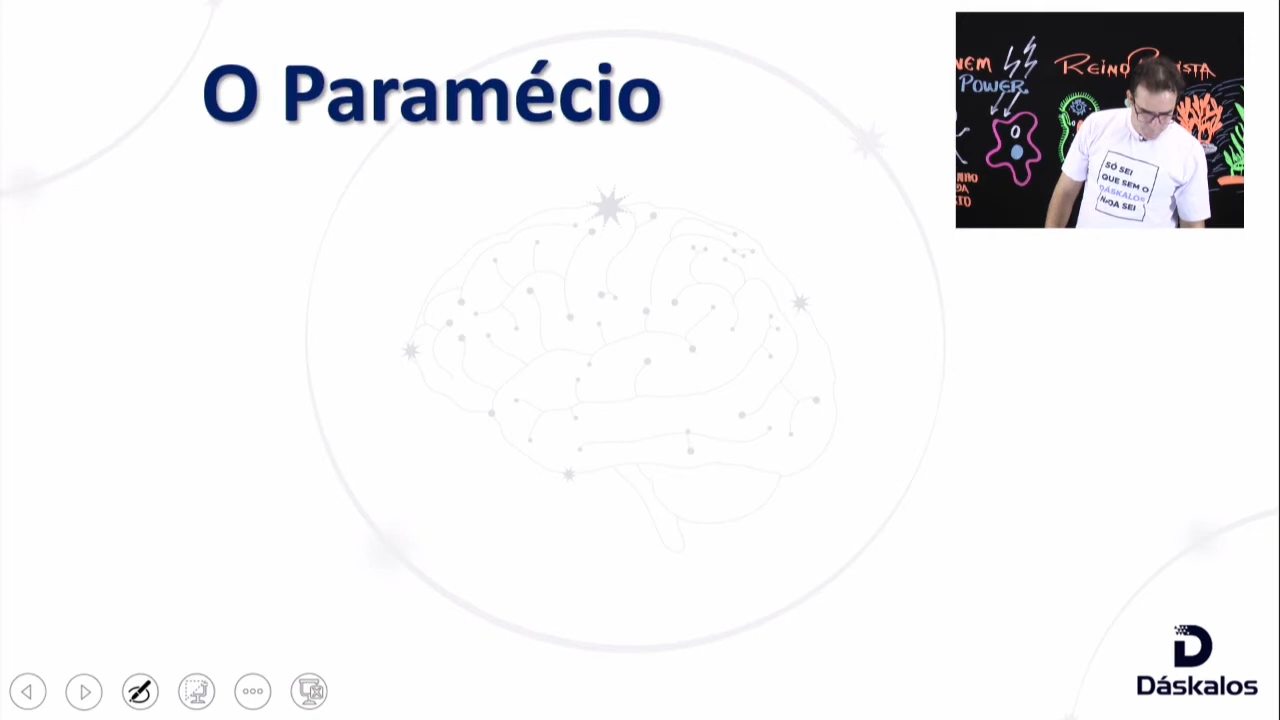 O Paramécio
POWER
REINO
SÓ SEI
QUE SEM O
DÁSKALOS
NADA SEI
Dáskalos